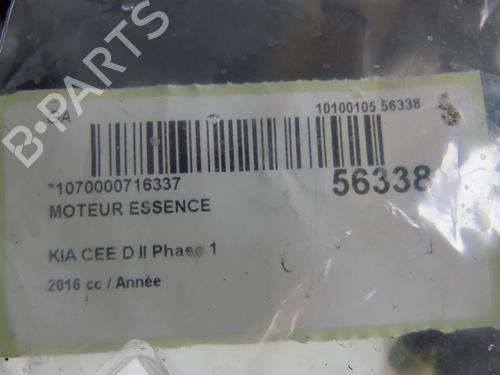 B-PARTS
10100105 56338
*1070000716337
56338
MOTEUR ESSENCE
KIA CEE D II Phase 1
2016 cc / Année